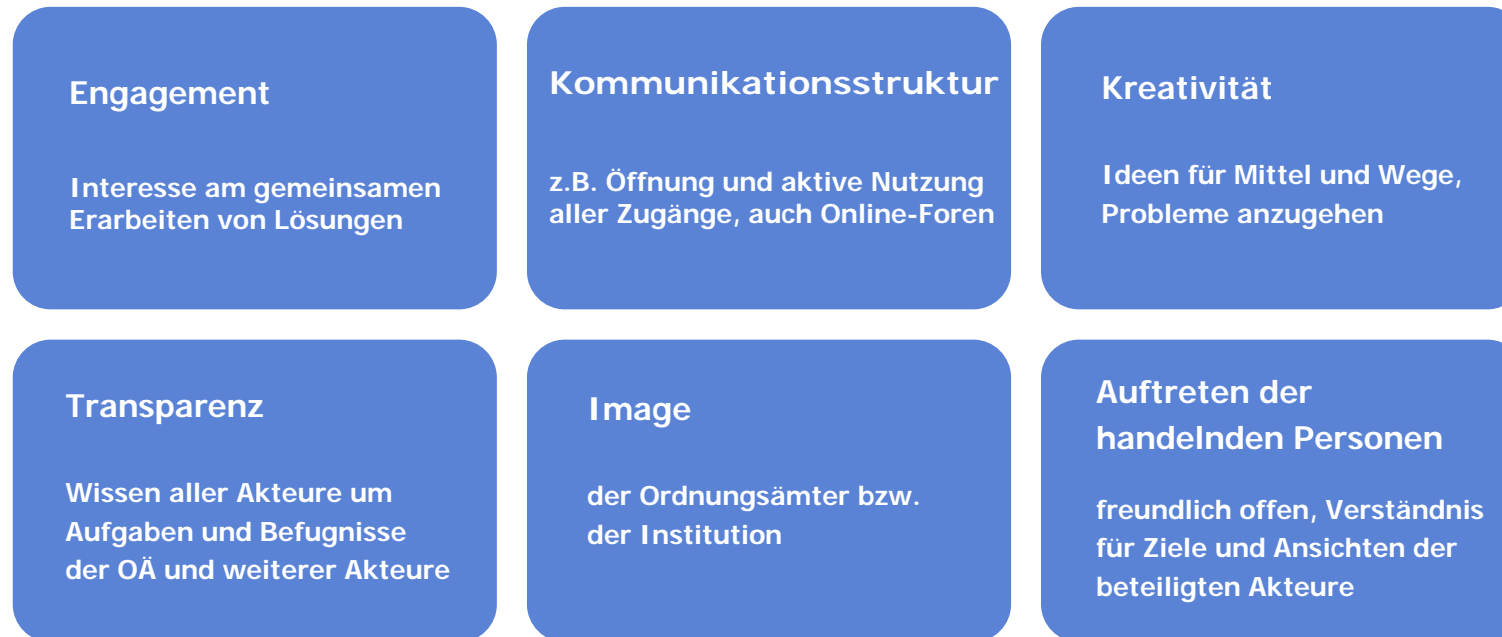 Engagement
Interesse am gemeinsamen
Erarbeiten von Lösungen
Kommunikationsstruktur
z.B. Öffnung und aktive Nutzung
aller Zugänge, auch Online-Foren
Kreativität
Ideen für Mittel und Wege,
Probleme anzugehen
Transparenz
Wissen aller Akteure um
Aufgaben und Befugnisse
der OÄ und weiterer Akteure
Image
der Ordnungsämter bzw.
der Institution
Auftreten der
handelnden Personen
freundlich offen, Verständnis
für Ziele und Ansichten der
beteiligten Akteure